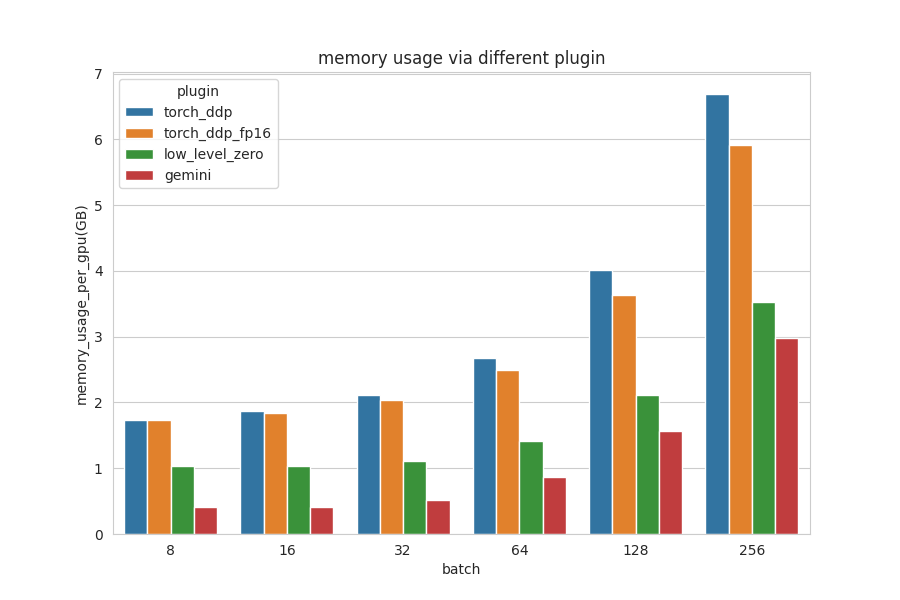 memory usage via different plugin
plugin
torch_ddp
torch_ddp_fp16
low_level_zero
gemini
memory_usage_per_gpu(GB)
7
6
5
4
3
2
1
0
8 16 32 64 128 256
batch